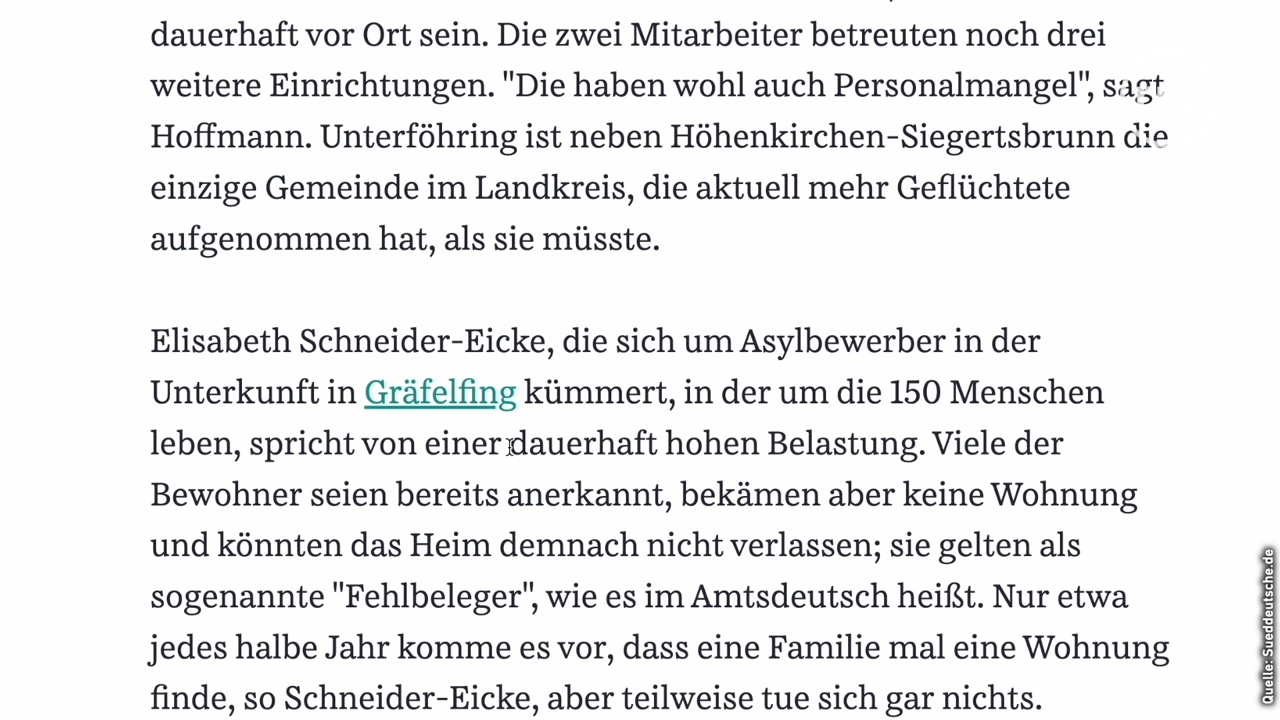 dauerhaft vor Ort sein. Die zwei Mitarbeiter betreuten noch drei
weitere Einrichtungen. "Die haben wohl auch Personalmangel", sagt
Hoffmann. Unterföhring ist neben Höhenkirchen-Siegertsbrunn die
einzige Gemeinde im Landkreis, die aktuell mehr Geflüchtete
aufgenommen hat, als sie müsste.
Elisabeth Schneider-Eicke, die sich um Asylbewerber in der
Unterkunft in Gräfelfing kümmert, in der um die 150 Menschen
leben, spricht von einer dauerhaft hohen Belastung. Viele der
Bewohner seien bereits anerkannt, bekämen aber keine Wohnung
und könnten das Heim demnach nicht verlassen; sie gelten als
sogenannte "Fehlbeleger", wie es im Amtsdeutsch heißt. Nur etwa
jedes halbe Jahr komme es vor, dass eine Familie mal eine Wohnung
finde, so Schneider-Eicke, aber teilweise tue sich gar nichts.
Quelle: Sueddeutsche.de